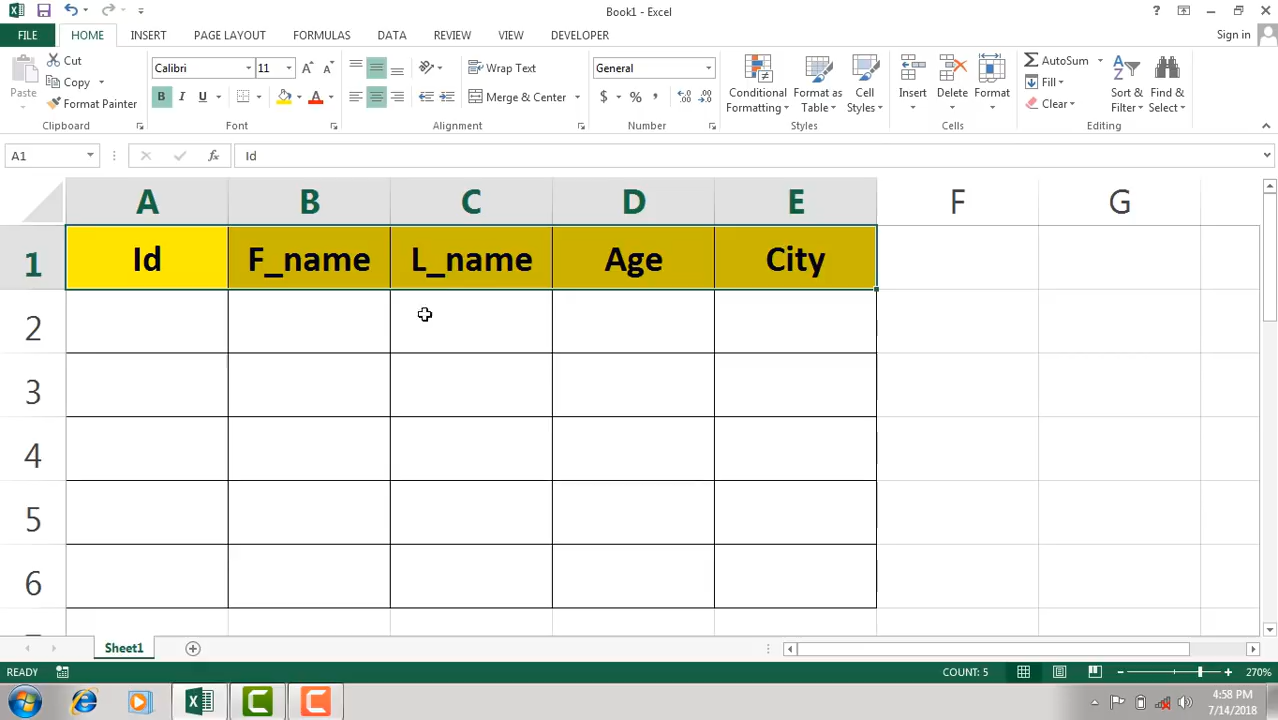 Book1 - Excel
?
FILE HOME INSERT PAGE LAYOUT FORMULAS DATA REVIEW VIEW DEVELOPER Sign in
Paste
Cut
Copy
Format Painter
Clipboard
Calibri 11
B I U A
Font
Wrap Text
Merge & Center
Alignment
General
$ % ,
Number
Conditional Formatting
Format as Table
Cell Styles
Styles
Insert
Delete
Format
Cells
AutoSum
Fill
Clear
Sort & Filter
Find & Select
Editing
A1 fx Id
A B C D E F G
1 Id F_name L_name Age City
2
3
4
5
6
Sheet1
READY COUNT: 5 270%
4:58 PM
7/14/2018